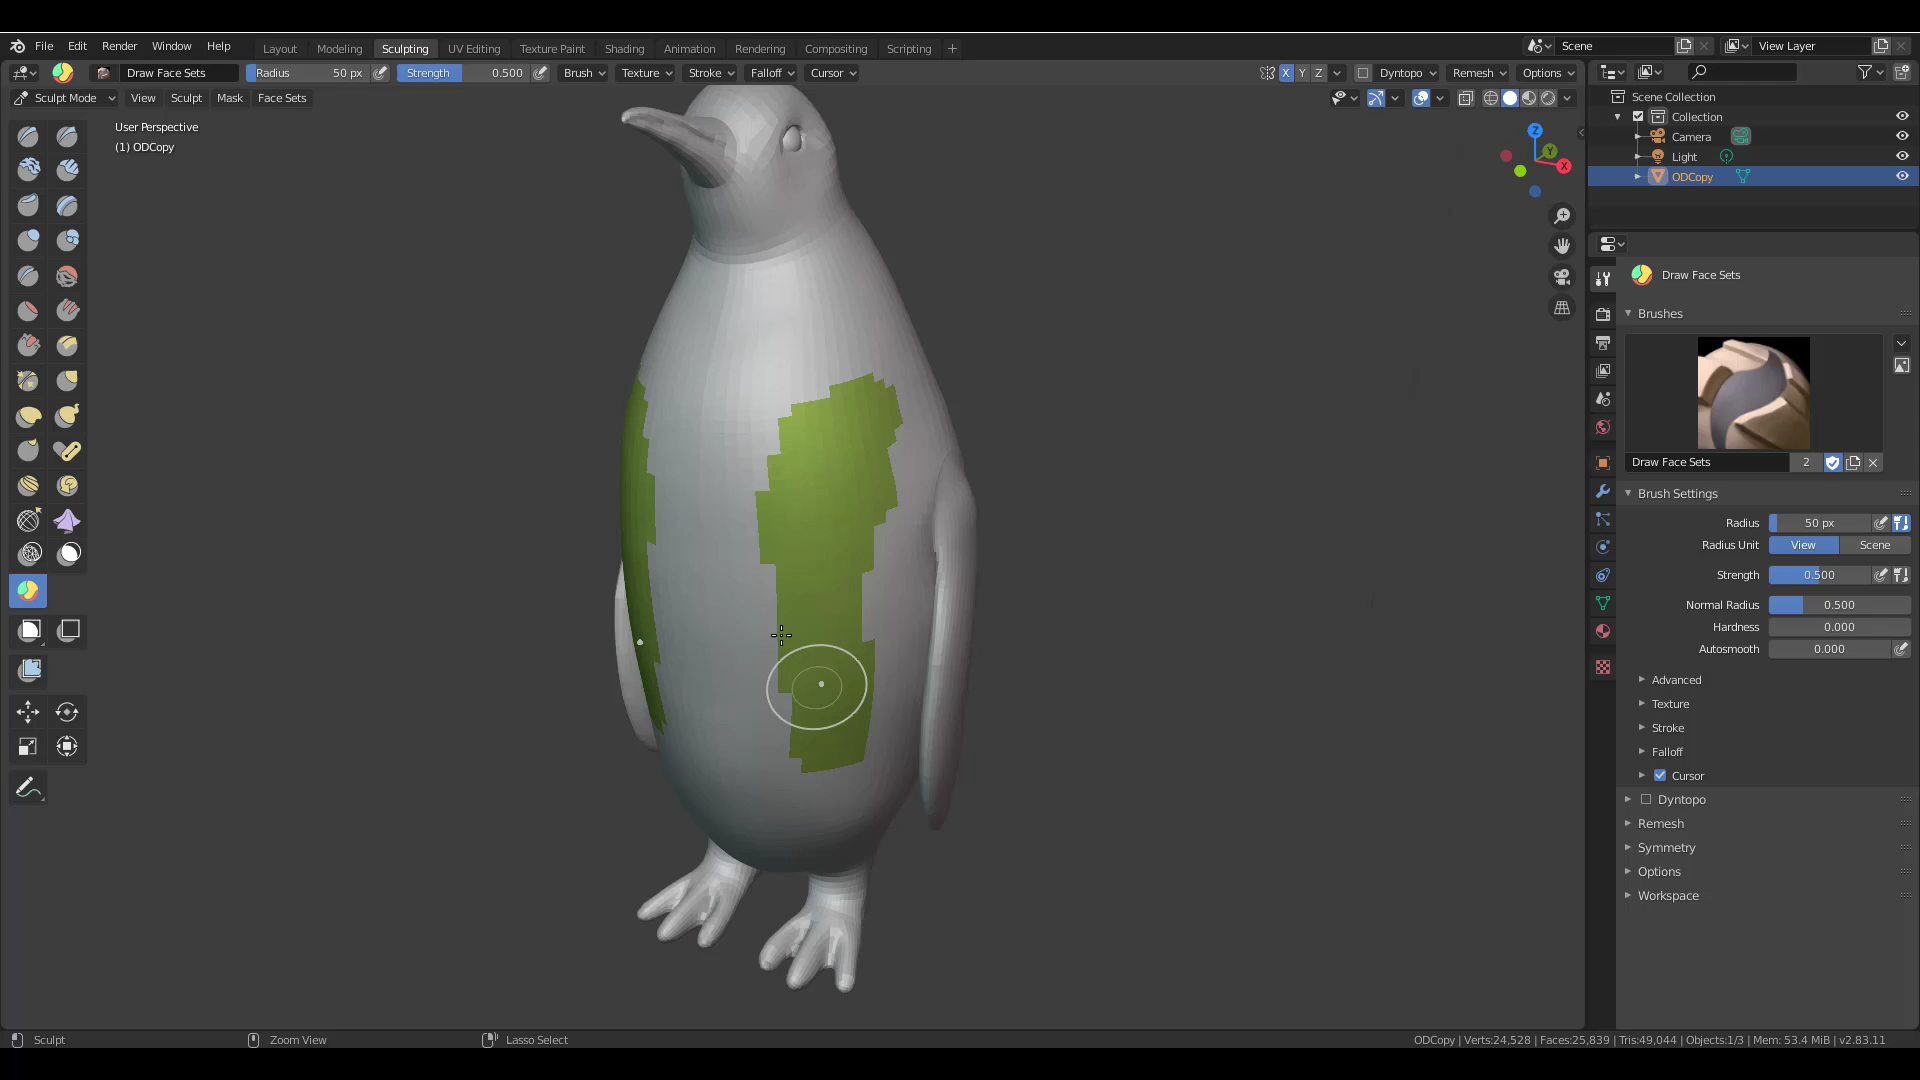 File Edit Render Window Help Layout Modeling Sculpting UV Editing Texture Paint Shading Animation Rendering Compositing Scripting + Scene View Layer
Draw Face Sets Radius 50 px Strength 0.500 Brush Texture Stroke Falloff Cursor X Y Z Dyntopo Remesh Options
Sculpt Mode View Sculpt Mask Face Sets
User Perspective
(1) ODCopy
Z
Y
X
Scene Collection
Collection
Camera
Light
ODCopy
Draw Face Sets
Brushes
Draw Face Sets 2
Brush Settings
Radius 50 px
Radius Unit View Scene
Strength 0.500
Normal Radius 0.500
Hardness 0.000
Autosmooth 0.000
Advanced
Texture
Stroke
Falloff
Cursor
Dyntopo
Remesh
Symmetry
Options
Workspace
Sculpt Zoom View Lasso Select ODCopy | Verts:24,528 | Faces:25,839 | Tris:49,044 | Objects:1/3 | Mem: 53.4 MiB | v2.83.11